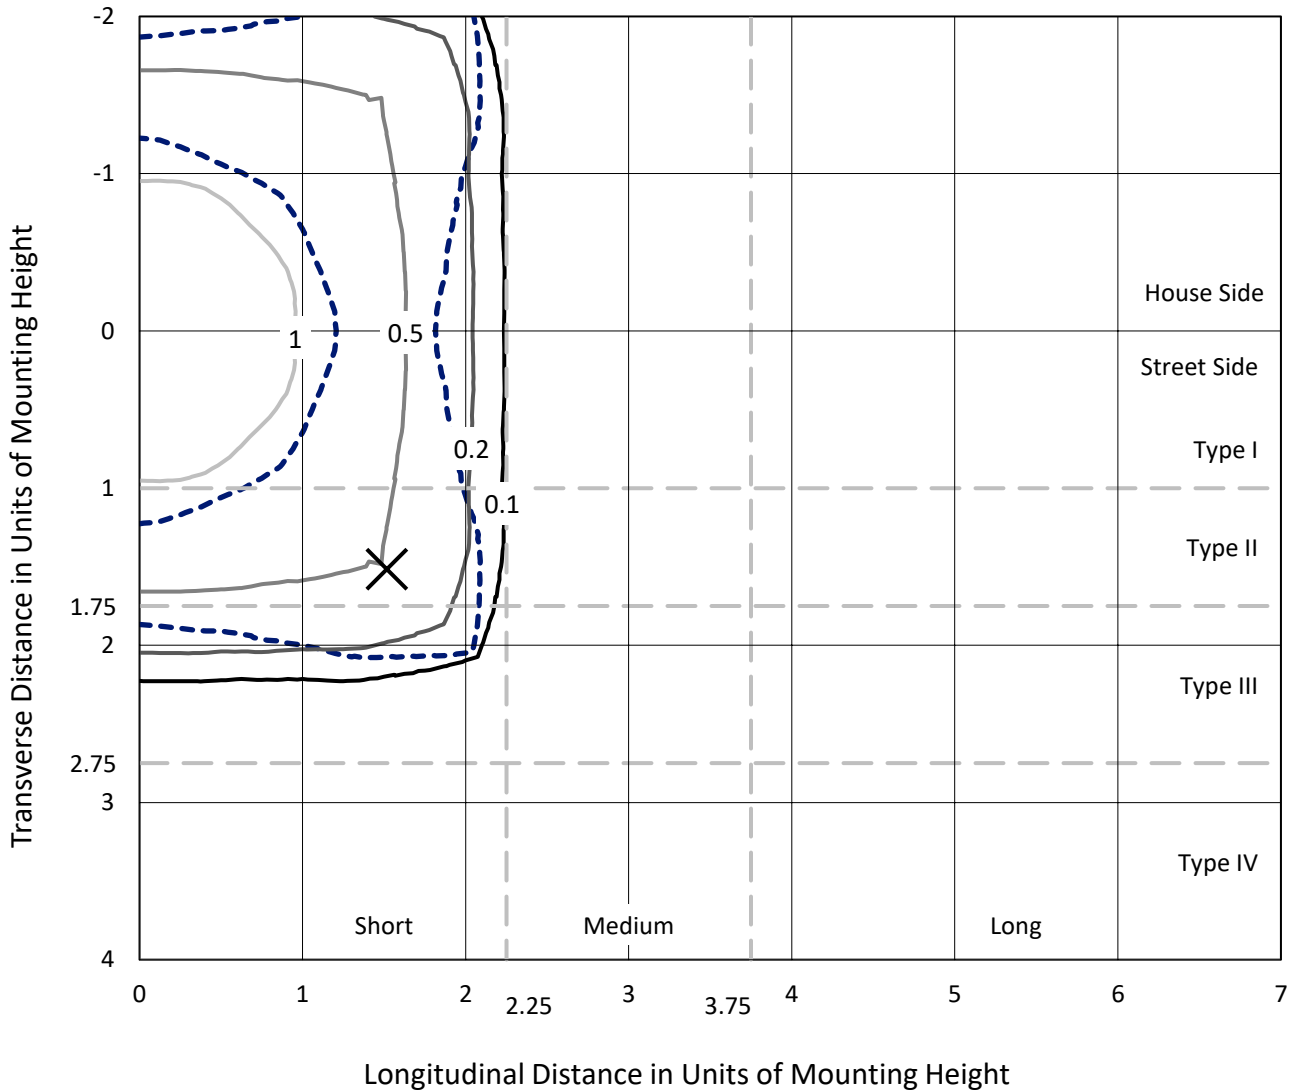 -2
-1
House Side
0
1
0.5
Street Side
0.2
Type I
1
0.1
Type II
1.75
2
Type III
2.75
3
Type IV
Short
Medium
Long
4
0
1
2
2.25
3
3.75
4
5
6
7
Transverse Distance in Units of Mounting Height
Longitudinal Distance in Units of Mounting Height